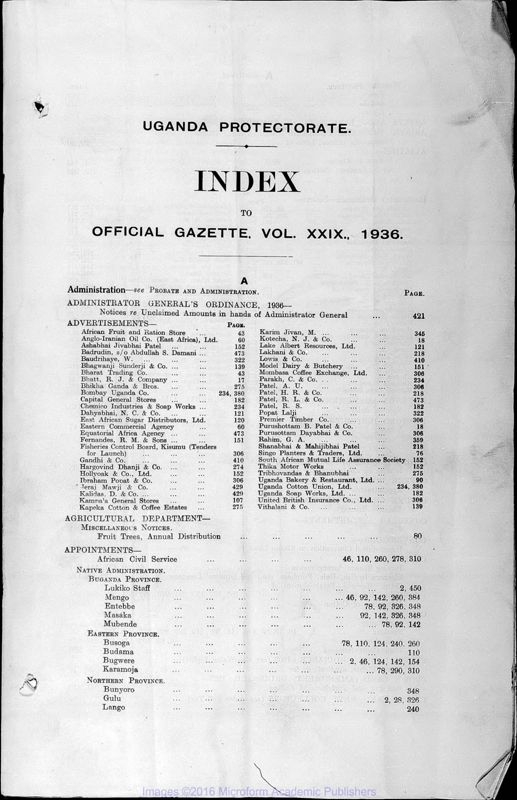 UGANDA PROTECTORATE.
INDEX
TO
OFFICIAL GAZETTE, VOL. XXIX., 1936.
A
Administration—see PROBATE AND ADMINISTRATION.
PAGE.
ADMINISTRATOR GENERAL'S ORDINANCE, 1936—
Notices re Unclaimed Amounts in hands of Administrator General ... 421
ADVERTISEMENTS—
PAGE.
African Fruit and Ration Store 43
Anglo-Iranian Oil Co. (East Africa), Ltd. 60
Ashabhai Jivabhai Patel ... 152
Badrudin, s/o Abdullah S. Damani ... 473
Baudrihaye, W. ... 322
Bhagwanji Sunderji & Co. ... 139
Bharat Trading Co. ... 43
Bhatt, R. J. & Company ... 17
Bhikha Ganda & Bros. ... 275
Bombay Uganda Co. ... 234, 380
Capital General Stores ... 182
Chemico Industries & Soap Works ... 234
Dahyabhai, N. C. & Co. ... 121
East African Sugar Distributors, Ltd. 120
Eastern Commercial Agency ... 60
Equatorial Africa Agency ... 473
Fernandes, R. M. & Sons ... 151
Fisheries Control Board, Kisumu (Tenders
for Launch) 306
Gandhi & Co. ... 410
Hargovind Dhanji & Co. ... 274
Hollyoak & Co., Ltd. ... 152
Ibraham Popat & Co. ... 306
Jeraj Mawji & Co. ... 429
Kalidas, D. & Co. ... 429
Kamru's General Stores ... 107
Kapeka Cotton & Coffee Estates ... 275
Karim Jivan, M. ... 345
Kotecha, N. J. & Co. ... 18
Lake Albert Resources, Ltd. ... 121
Lakhani & Co. ... 218
Lowis & Co. ... 410
Model Dairy & Butchery ... 151
Mombasa Coffee Exchange, Ltd. ... 306
Parakh, C. & Co. ... 234
Patel, A. U. ... 306
Patel, H. R. & Co. ... 218
Patel, R. L. & Co. ... 473
Patel, R. S. ... 182
Popat Lalji ... 322
Premier Timber Co. ... 306
Purushottam P. Patel & Co. ... 18
Purusottam Dayabhai & Co. ... 306
Rahim, G. A. ... 359
Shanabhai & Mahijibhai Patel ... 218
Singo Planters & Traders, Ltd. ... 76
South African Mutual Life Assurance Society 152
Thika Motor Works ... 152
Tribhovandas & Bhanubhai ... 275
Uganda Bakery & Restaurant, Ltd. ... 90
Uganda Cotton Union, Ltd. ... 234, 380
Uganda Soap Works, Ltd. ... 182
United British Insurance Co., Ltd. ... 306
Vithalani & Co. ... 139
AGRICULTURAL DEPARTMENT—
MISCELLANEOUS NOTICES.
Fruit Trees, Annual Distribution ... 80
APPOINTMENTS—
African Civil Service ... 46, 110, 260, 278, 310
NATIVE ADMINISTRATION.
BUGANDA PROVINCE.
Lukiko Staff ... 2, 450
Mengo ... 46, 92, 142, 260, 384
Entebbe ... 78, 92, 326, 348
Masaka ... 92, 142, 326, 348
Mubende ... 78, 92, 142
EASTERN PROVINCE.
Busoga ... 78, 110, 124, 240, 260
Budama ... 110
Bugwere ... 2, 46, 124, 142, 154
Karamoja ... 78, 290, 310
NORTHERN PROVINCE.
Bunyoro ... 348
Gulu ... 2, 28, 326
Lango ... 240
Images ©2016 Microform Academic Publishers